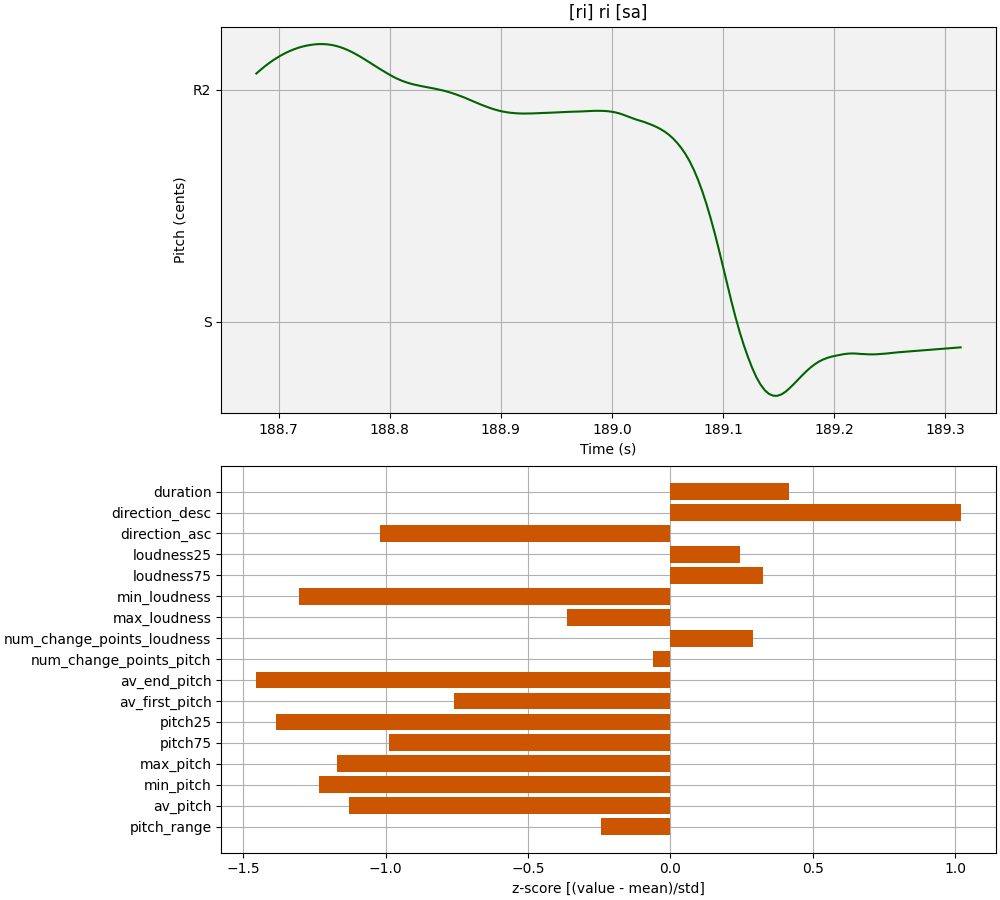 [ri] ri [sa]
R2
S
Pitch (cents)
188.7 188.8 188.9 189.0 189.1 189.2 189.3
Time (s)
duration
direction_desc
direction_asc
loudness25
loudness75
min_loudness
max_loudness
num_change_points_loudness
num_change_points_pitch
av_end_pitch
av_first_pitch
pitch25
pitch75
max_pitch
min_pitch
av_pitch
pitch_range
−1.5 −1.0 −0.5 0.0 0.5 1.0
z-score [(value - mean)/std]